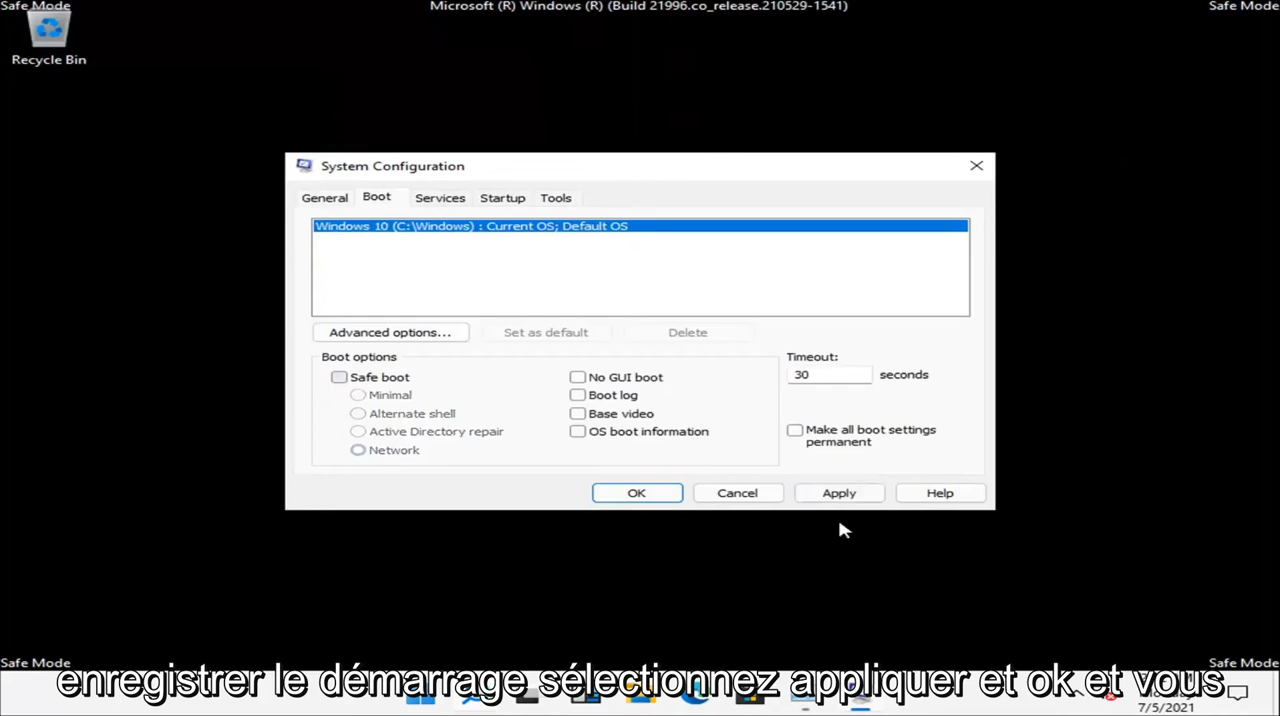 Safe Mode
Microsoft (R) Windows (R) (Build 21996.co_release.210529-1541)
Safe Mode
Recycle Bin
System Configuration
General
Boot
Services
Startup
Tools
Windows 10 (C:\Windows) : Current OS; Default OS
Advanced options...
Set as default
Delete
Boot options
Safe boot
Minimal
Alternate shell
Active Directory repair
Network
No GUI boot
Boot log
Base video
OS boot information
Timeout:
30 seconds
Make all boot settings
permanent
OK
Cancel
Apply
Help
Safe Mode
Safe Mode
enregistrer le démarrage sélectionnez appliquer et ok et vous
7/5/2021